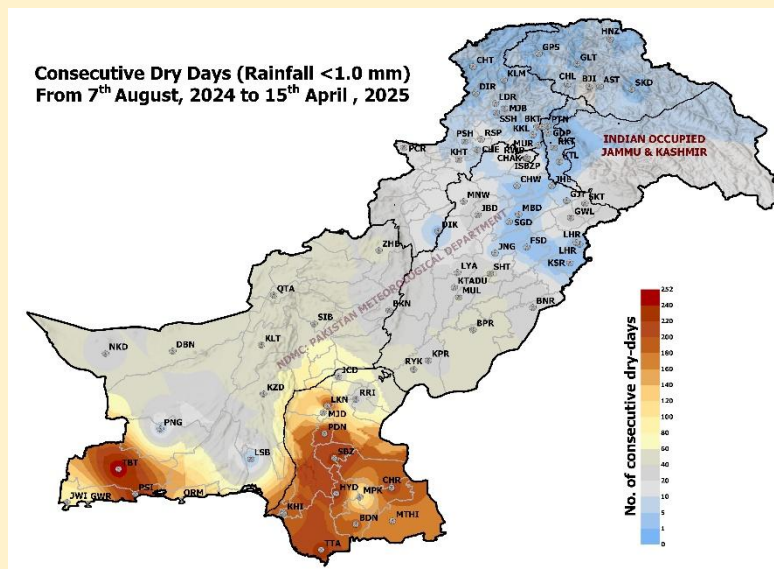 Consecutive Dry Days (Rainfall <1.0 mm)
From 7th August, 2024 to 15th April , 2025
HNZ
GPS
CHT
GLT
KLM
CHL BJI AST
SKD
DIR
LDR
MJB
SSH BKT PTN
KKL GDP
PSH RSP MUR RKT
INDIAN OCCUPIED
JAMMU & KASHMIR
PCR KHT CHE KTL
CHAK
ISBZP
CHW JHL
MNW GJT SKT
JBD MBD GWL
SGD
DIK
LHR
FSD LHR
JNG
KSR
ZHB
LYA SHT
KTADU
MUL
NDMC: PAKISTAN METEOROLOGICAL DEPARTMENT
QTA
BKN BNR
SIB
BPR
NKD DBN KLT
RYK KPR
JCD
KZD RRI
LKN
MJD
PNG PDN
LSB SBZ
TBT
CHR
PSI HYD MPK
JWI GWR ORM
KHI
BDN MTHI
TTA
No. of consecutive dry-days
252
240
220
200
180
160
140
120
100
80
60
40
20
10
5
1
0